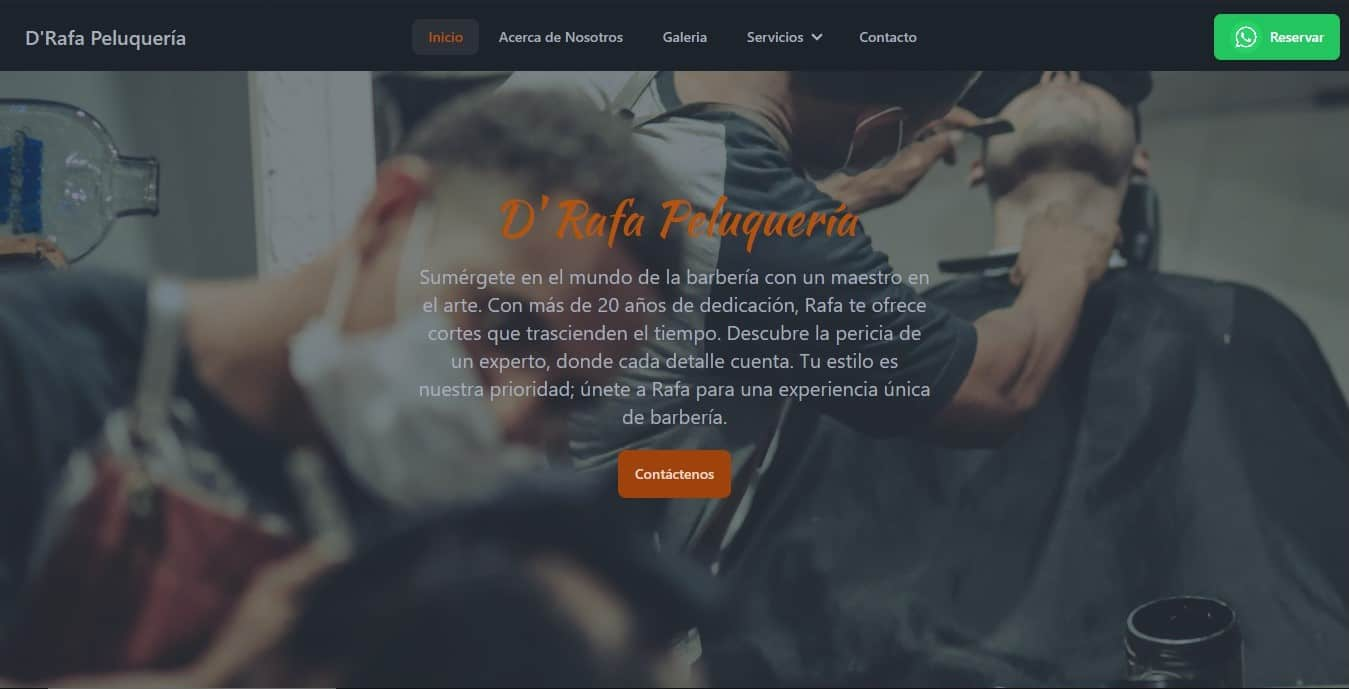 D'Rafa Peluquería
Inicio
Acerca de Nosotros
Galeria
Servicios
Contacto
Reservar
D' Rafa Peluquería
Sumérgete en el mundo de la barbería con un maestro en
el arte. Con más de 20 años de dedicación, Rafa te ofrece
cortes que trascienden el tiempo. Descubre la pericia de
un experto, donde cada detalle cuenta. Tu estilo es
nuestra prioridad; únete a Rafa para una experiencia única
de barbería.
Contáctenos